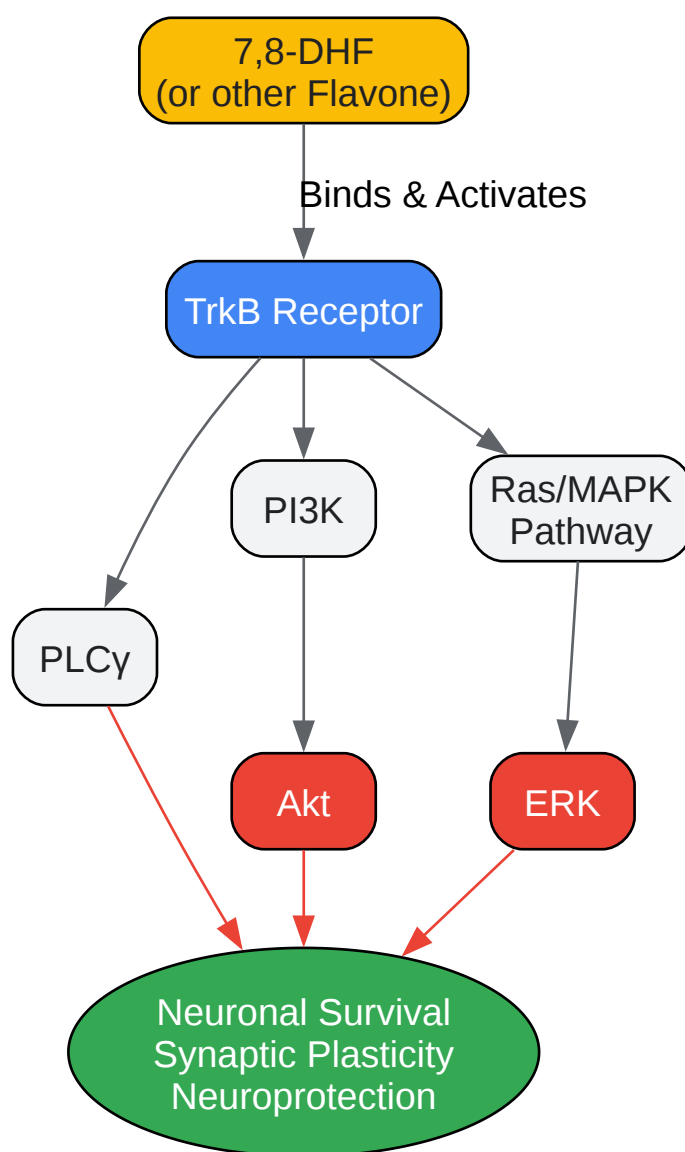 7,8-DHF
(or other Flavone)
Binds & Activates
TrkB Receptor
PI3K
Ras/MAPK
Pathway
PLCγ
Akt
ERK
Neuronal Survival
Synaptic Plasticity
Neuroprotection